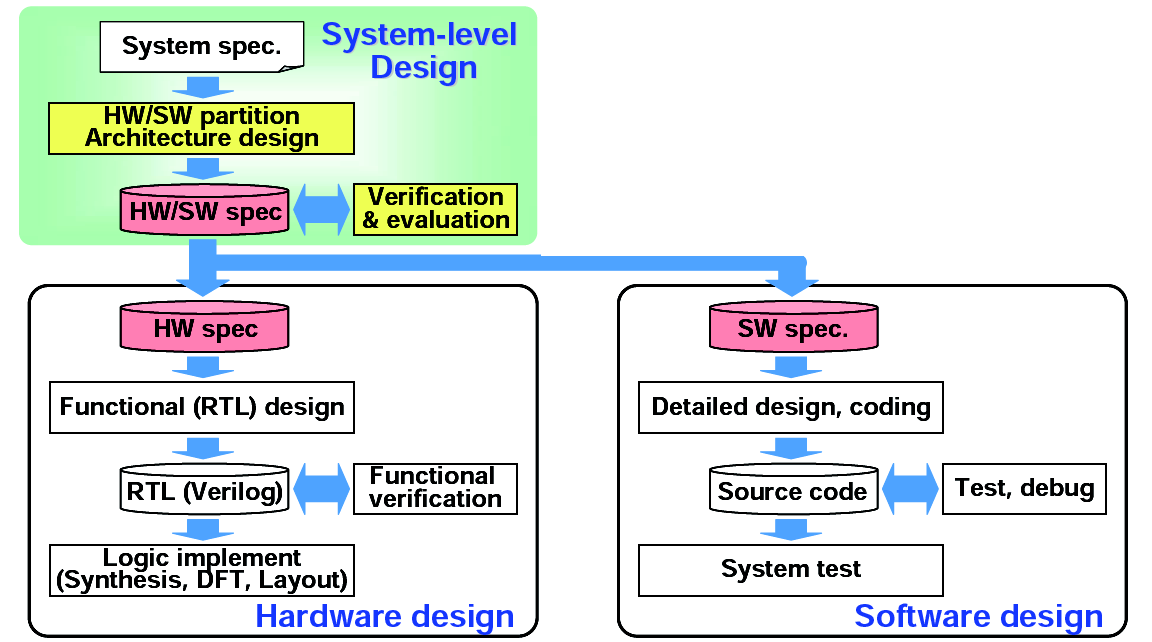 System-level
Design
System spec.
HW/SW partition
Architecture design
HW/SW spec
Verification
& evaluation
HW spec
Functional (RTL) design
RTL (Verilog)
Functional
verification
Logic implement
(Synthesis, DFT, Layout)
Hardware design
SW spec.
Detailed design, coding
Source code
Test, debug
System test
Software design